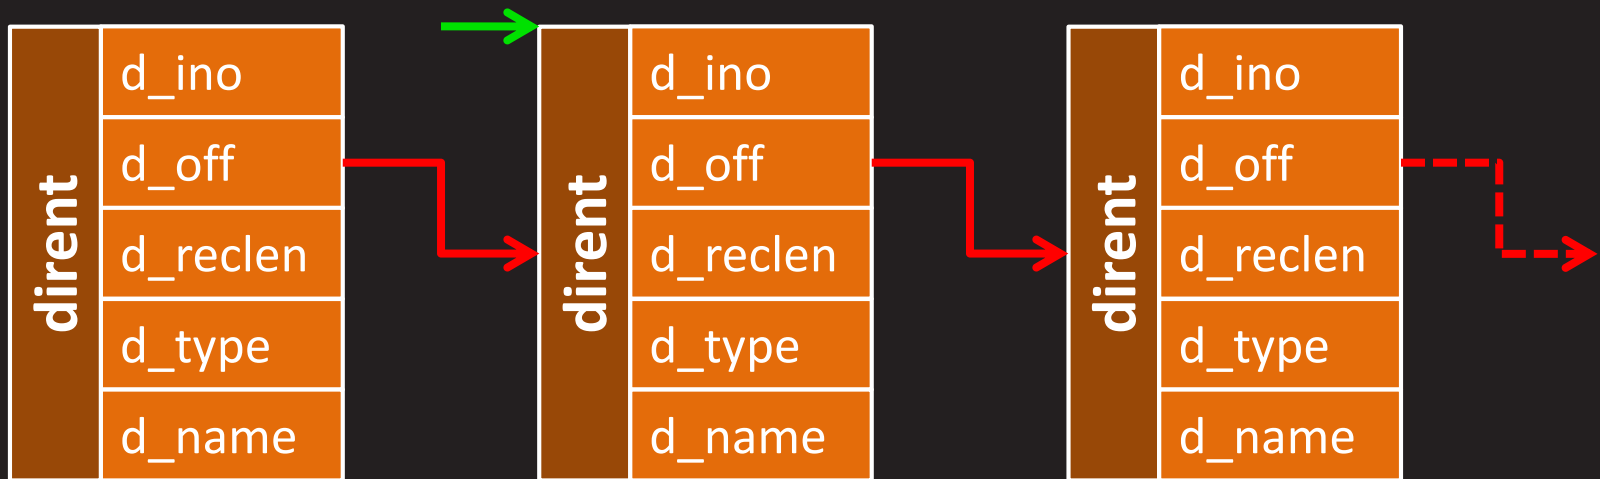 dirent
d_ino
d_off
d_reclen
d_type
d_name
dirent
d_ino
d_off
d_reclen
d_type
d_name
dirent
d_ino
d_off
d_reclen
d_type
d_name